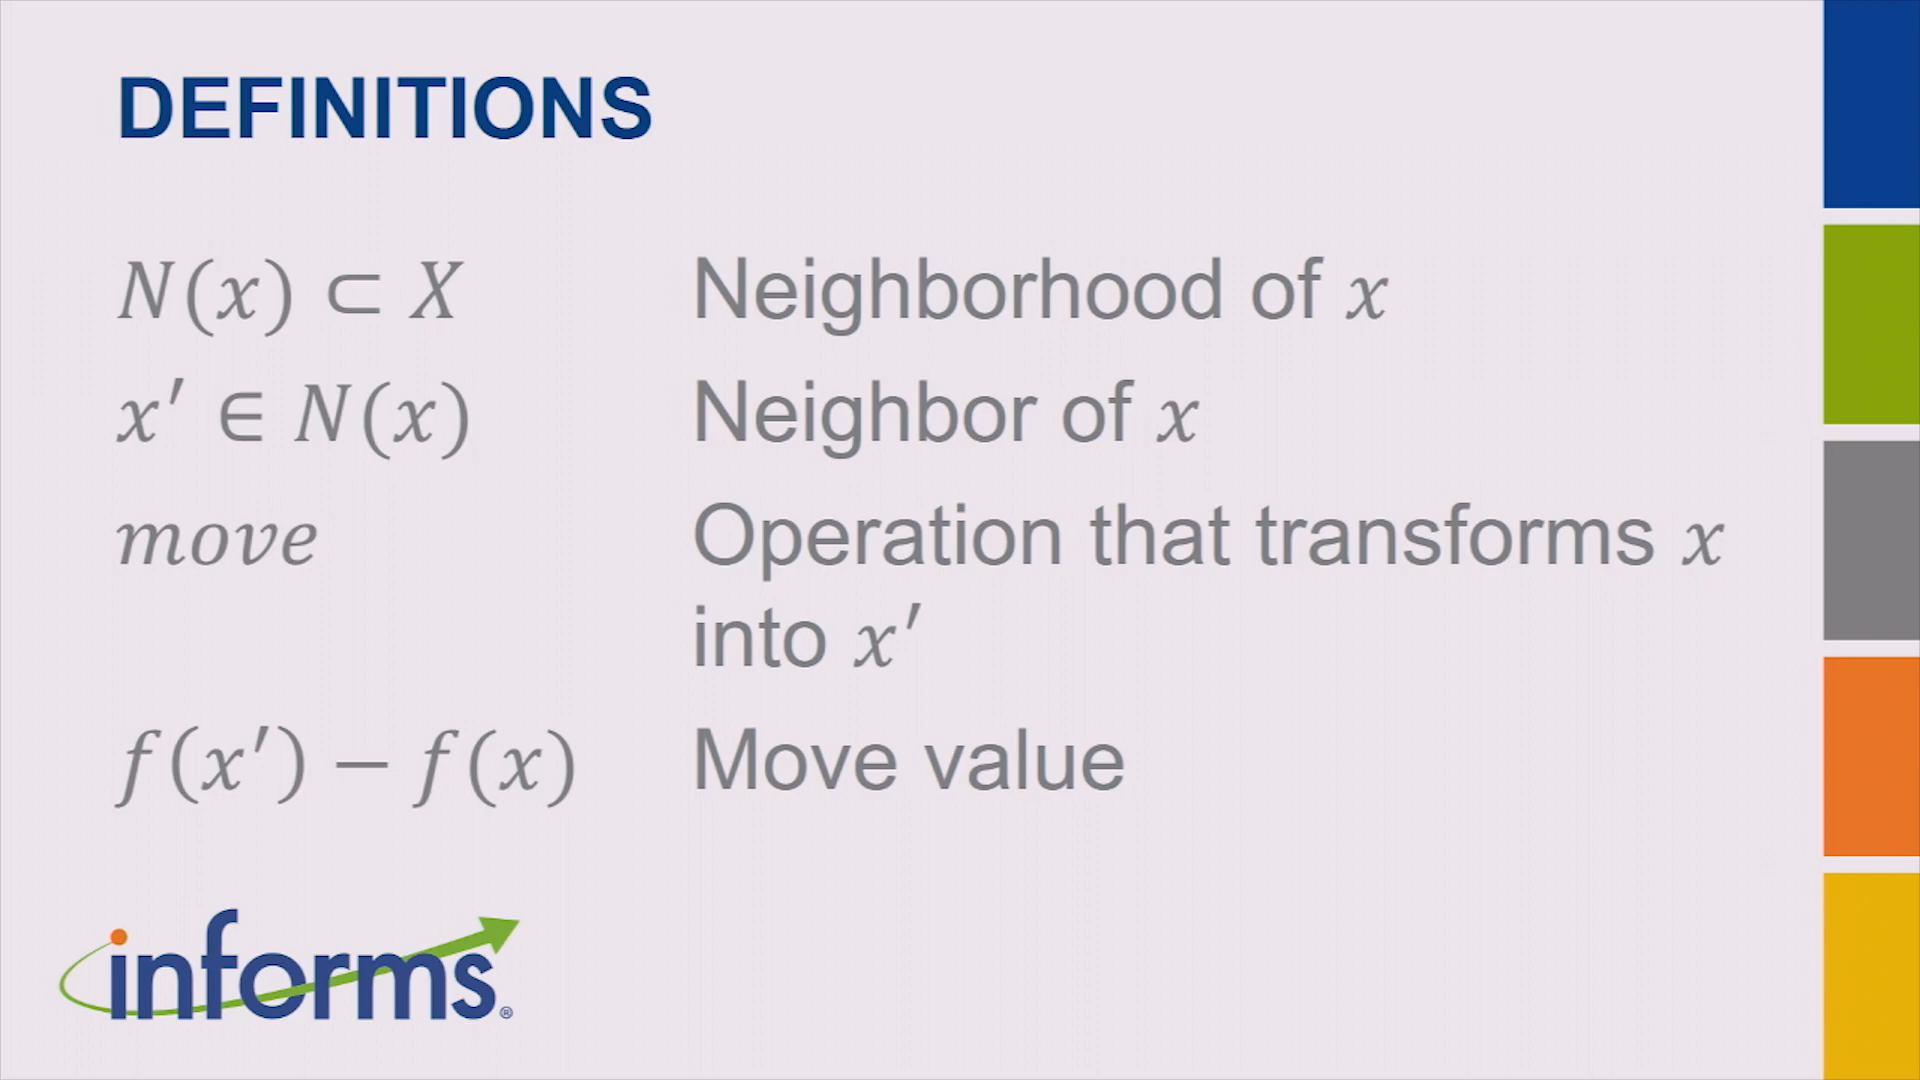 DEFINITIONS
N(x) ⊂ X Neighborhood of x
x′ ∈ N(x) Neighbor of x
move Operation that transforms x
into x′
f(x′) − f(x) Move value
informs®